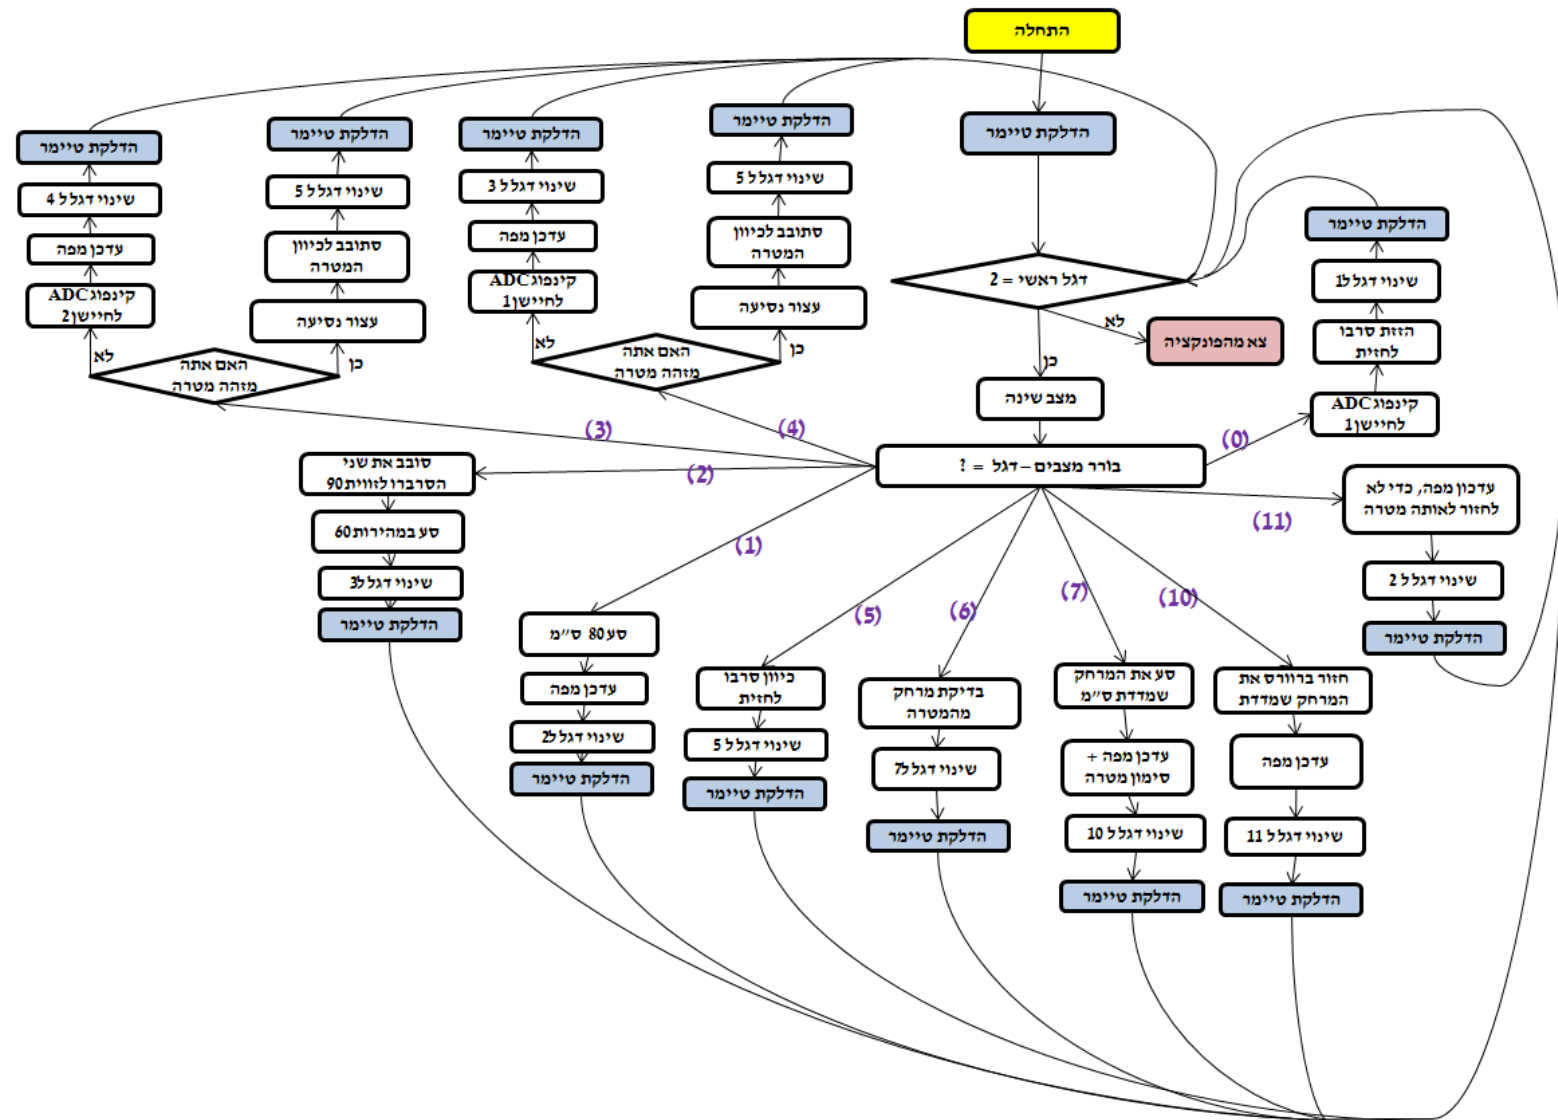 התחלה
הדלקת טיימר
דגל ראשי = 2
לא
צא מהפונקציה
כן
מצב שינה
בורר מצבים – דגל = ?
(0)
קינפוג ADC
לחיישן 1
הזזת סרבו
לחזית
שינוי דגל ל1
הדלקת טיימר
(11)
עדכון מפה, כדי לא
לחזור לאותה מטרה
שינוי דגל ל 2
הדלקת טיימר
(10)
חזור ברוורס את
המרחק שמדדת
עדכן מפה
שינוי דגל ל 11
הדלקת טיימר
(7)
סע את המרחק
שמדדת ס״מ
עדכן מפה +
סימון מטרה
שינוי דגל ל 10
הדלקת טיימר
(6)
בדיקת מרחק
מהמטרה
שינוי דגל ל7
הדלקת טיימר
(5)
כיוון סרבו
לחזית
שינוי דגל ל 5
הדלקת טיימר
(1)
סע 80 ס״מ
עדכן מפה
שינוי דגל ל2
הדלקת טיימר
(2)
סובב את שני
הסרברו לזווית 90
סע במהירות 60
שינוי דגל ל3
הדלקת טיימר
(4)
האם אתה
מזהה מטרה
כן
עצור נסיעה
סתובב לכיוון
המטרה
שינוי דגל ל 5
הדלקת טיימר
לא
קינפוג ADC
לחיישן 1
עדכן מפה
שינוי דגל ל 3
הדלקת טיימר
(3)
האם אתה
מזהה מטרה
כן
עצור נסיעה
סתובב לכיוון
המטרה
שינוי דגל ל 5
הדלקת טיימר
לא
קינפוג ADC
לחיישן 2
עדכן מפה
שינוי דגל ל 4
הדלקת טיימר